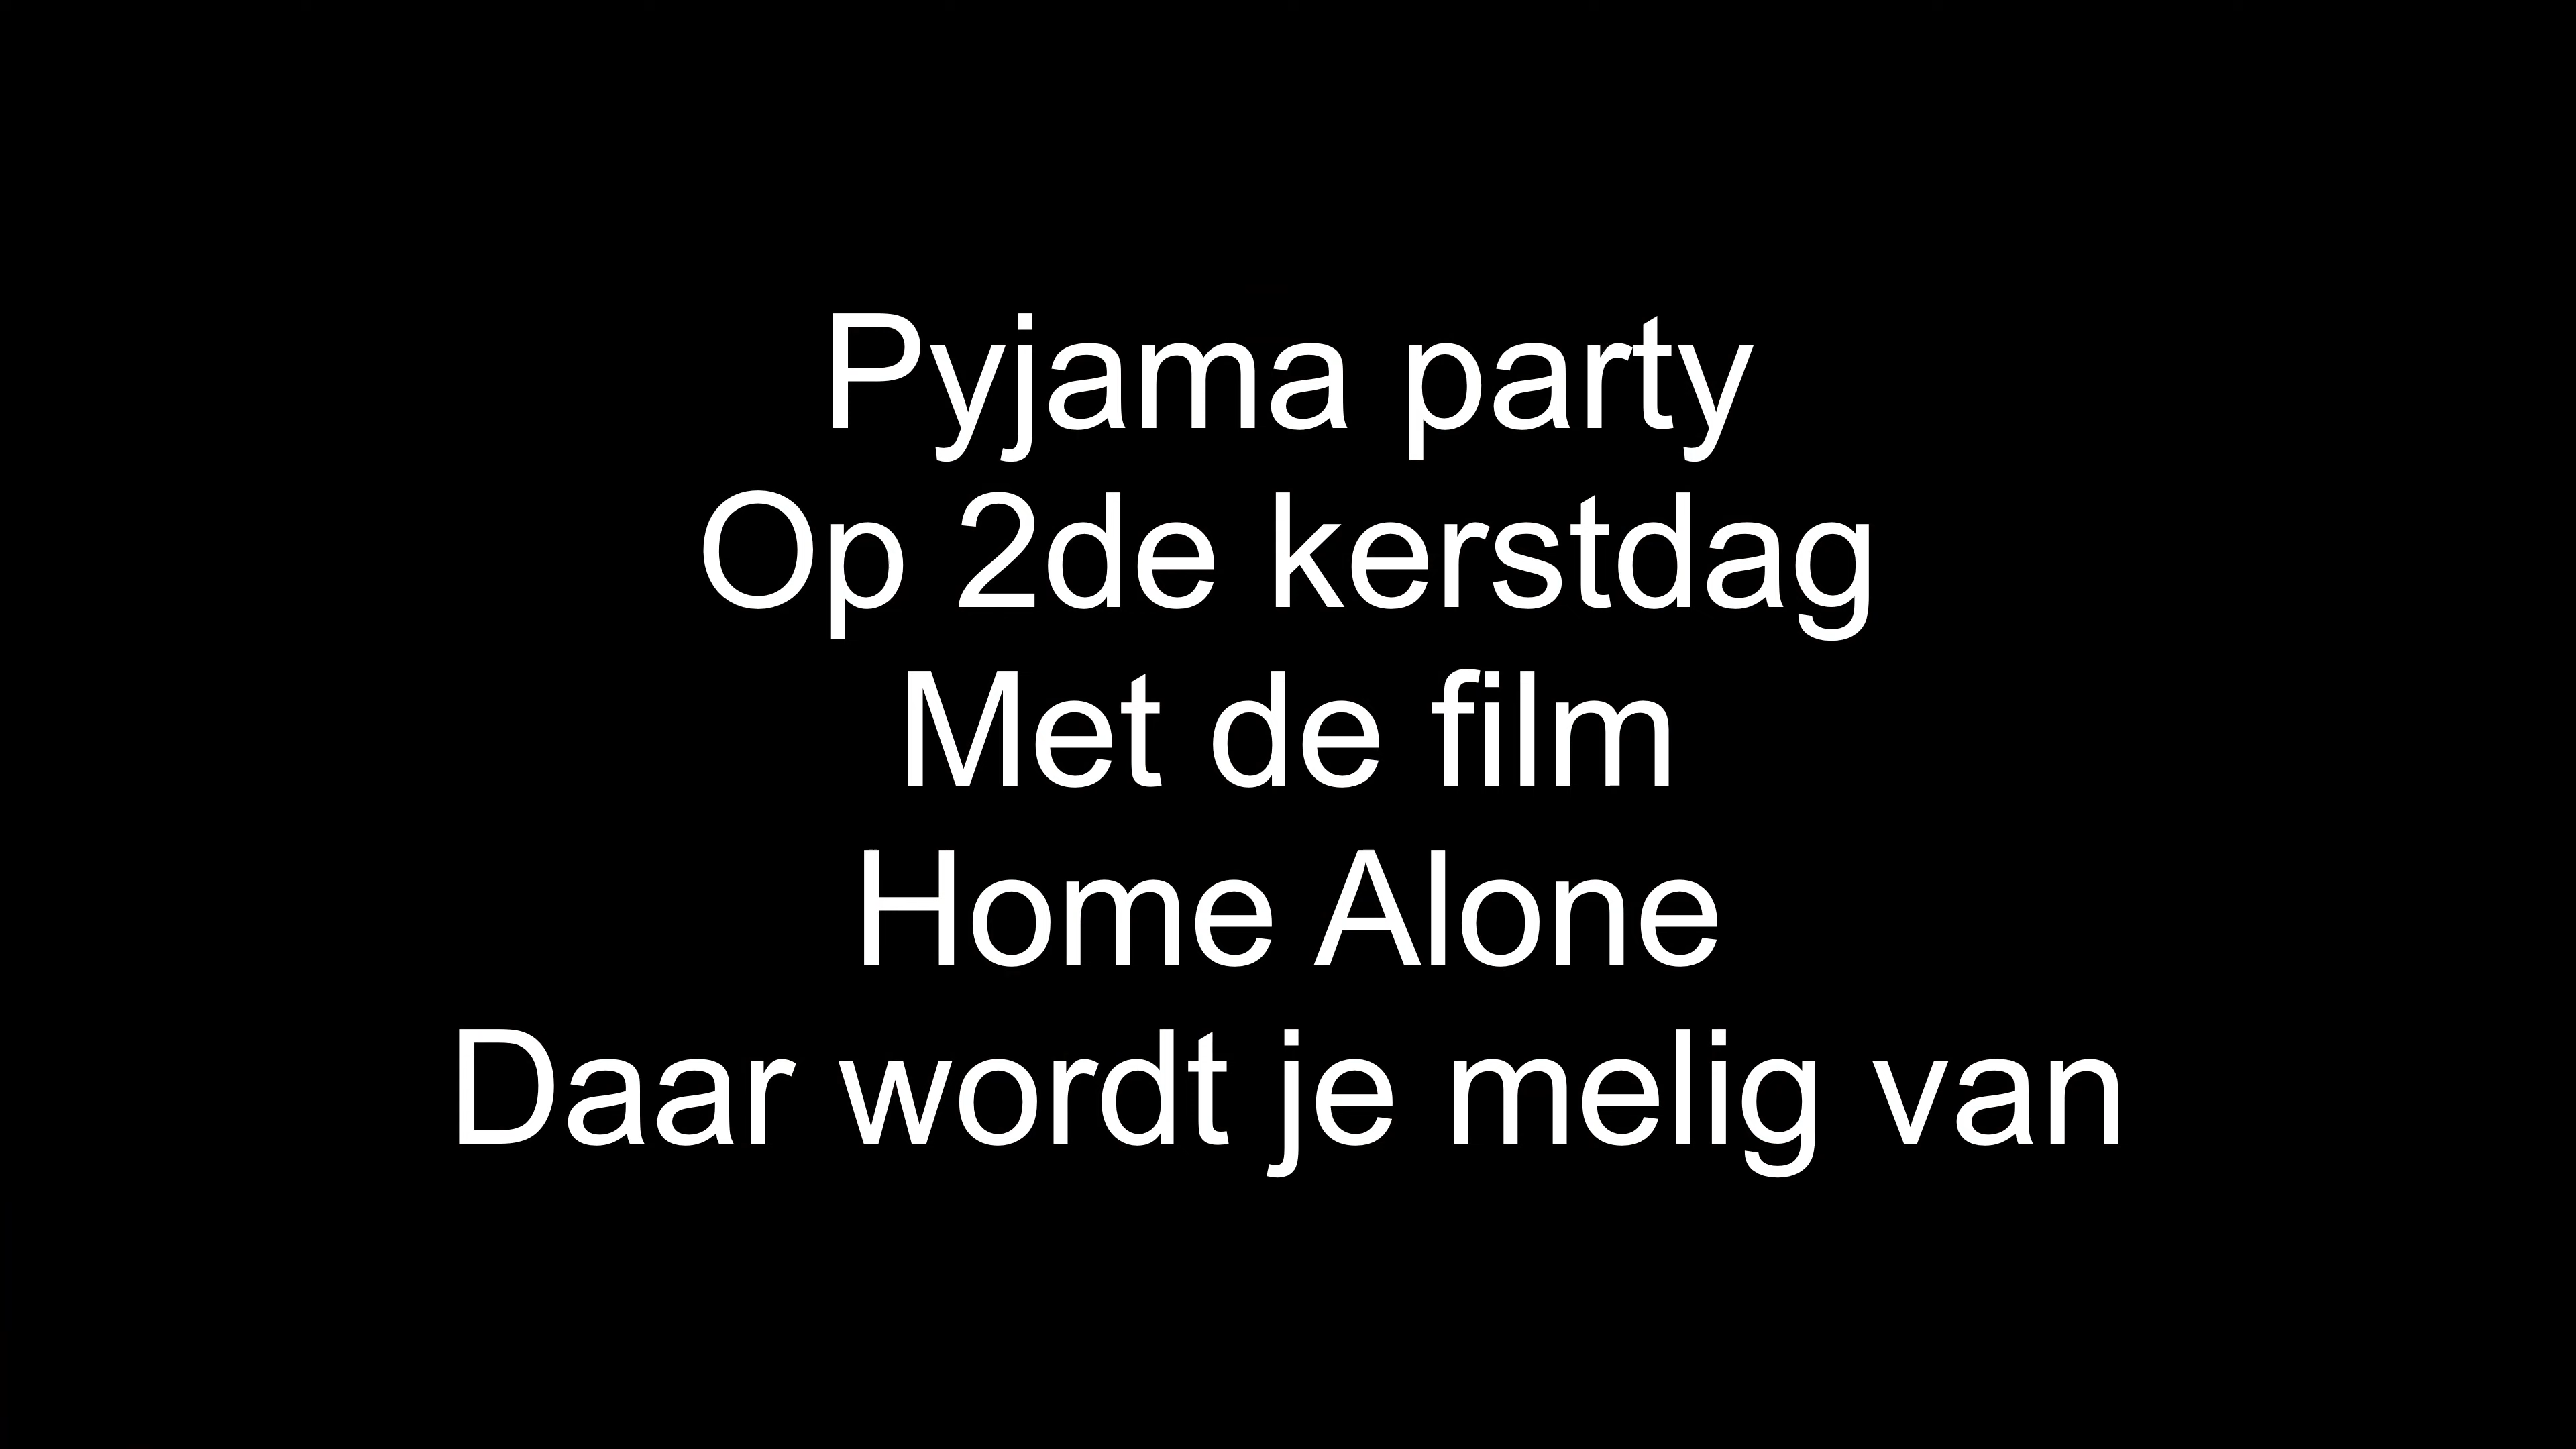 Pyjama party
Op 2de kerstdag
Met de film
Home Alone
Daar wordt je melig van